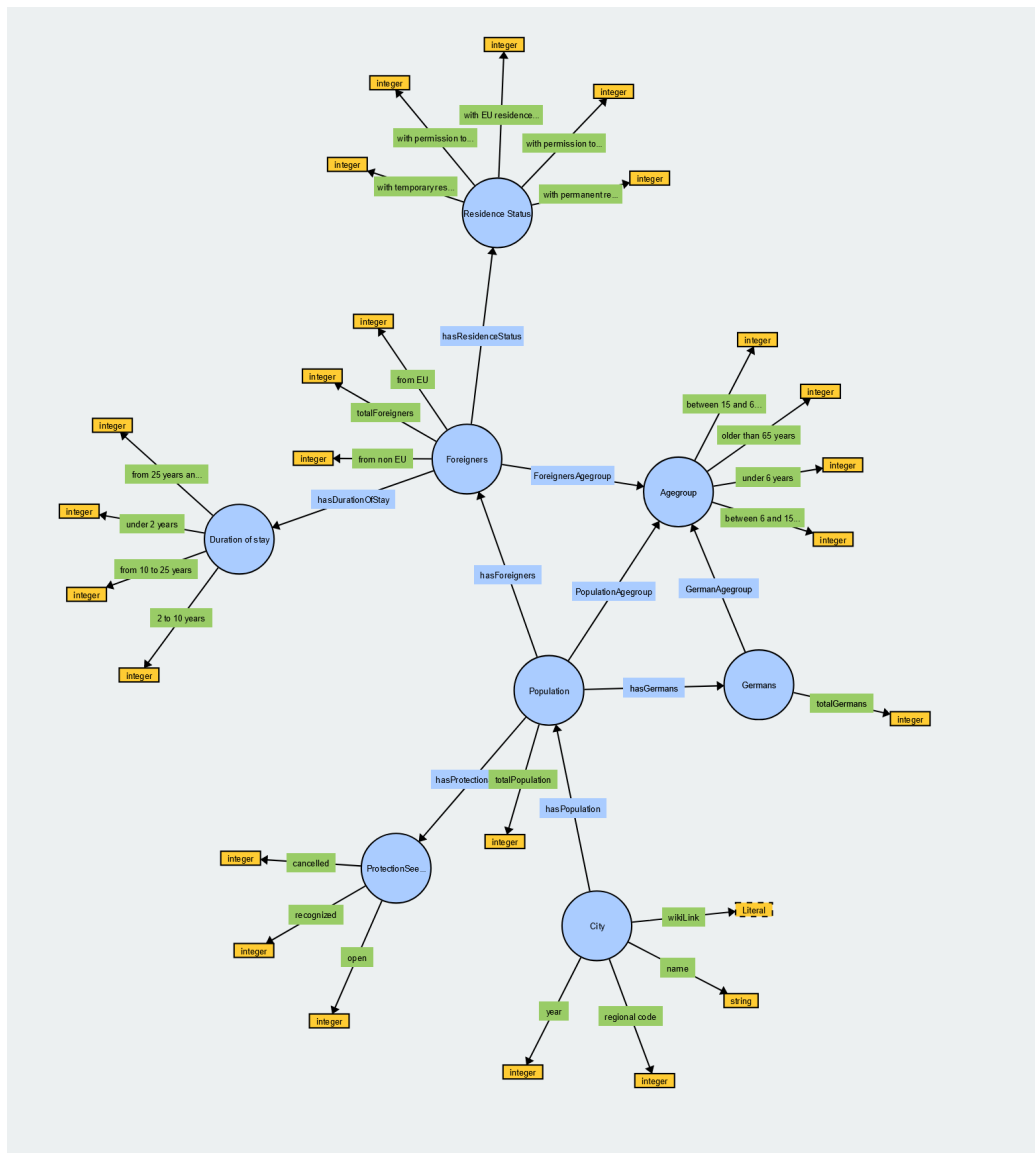 integer
integer
integer
with EU residence...
with permission to...
with permission to...
integer
integer
with temporary res...
with permanent re...
Residence Status
integer
hasResidenceStatus
integer
integer
from EU
integer
between 15 and 6...
totalForeigners
integer
older than 65 years
from non EU
integer
Foreigners
ForeignersAgegroup
under 6 years
integer
Agegroup
from 25 years an...
hasDurationOfStay
integer
under 2 years
between 6 and 15...
integer
Duration of stay
from 10 to 25 years
integer
hasForeigners
PopulationAgegroup
GermanAgegroup
2 to 10 years
integer
Population
hasGermans
Germans
totalGermans
integer
hasProtection
totalPopulation
hasPopulation
integer
integer
cancelled
ProtectionSee...
recognized
integer
City
wikiLink
Literal
open
name
string
integer
year
regional code
integer
integer